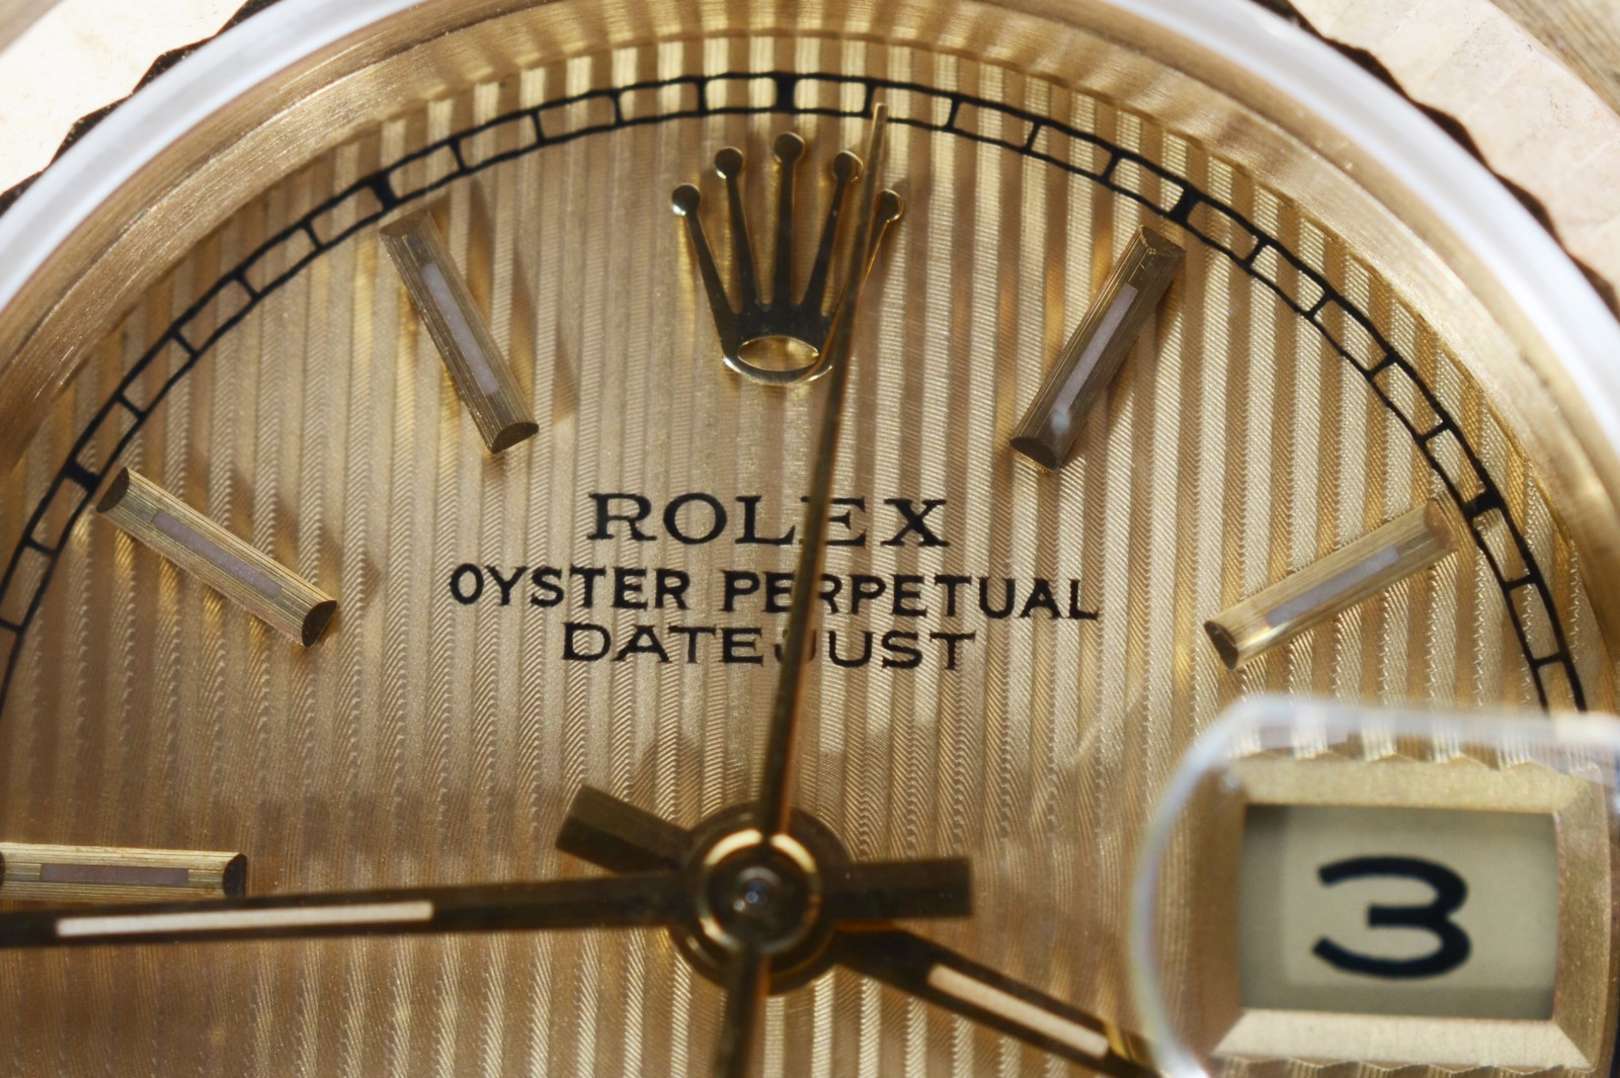 ROLEX
OYSTER PERPETUAL
DATEJUST
3